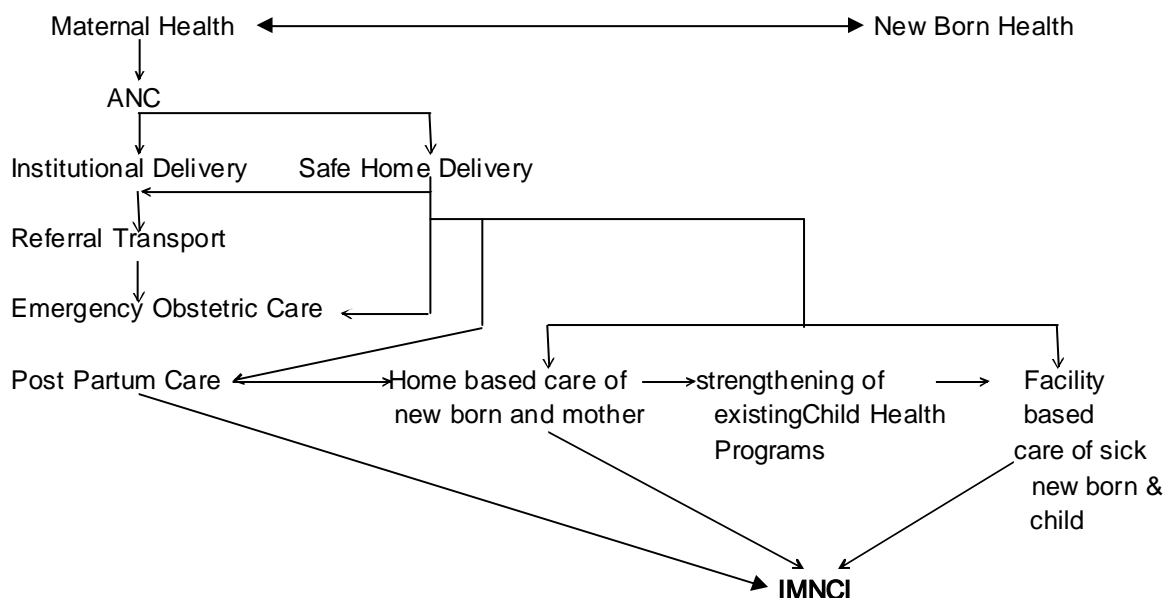 Maternal Health New Born Health
ANC
Institutional Delivery Safe Home Delivery
Referral Transport
Emergency Obstetric Care
Post Partum Care Home based care of strengthening of Facility
new born and mother existingChild Health based
Programs care of sick
new born &
child
IMNCI